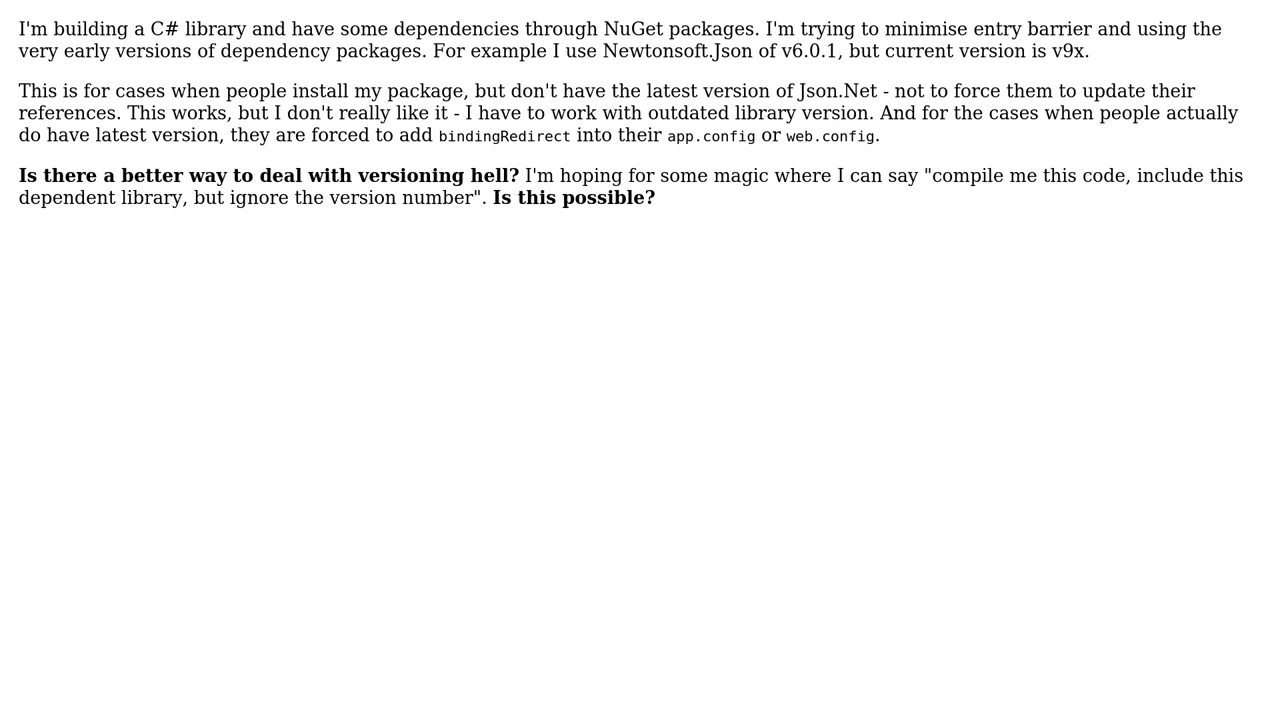 I'm building a C# library and have some dependencies through NuGet packages. I'm trying to minimise entry barrier and using the
very early versions of dependency packages. For example I use Newtonsoft.Json of v6.0.1, but current version is v9x.
This is for cases when people install my package, but don't have the latest version of Json.Net - not to force them to update their
references. This works, but I don't really like it - I have to work with outdated library version. And for the cases when people actually
do have latest version, they are forced to add bindingRedirect into their app.config or web.config.
Is there a better way to deal with versioning hell? I'm hoping for some magic where I can say "compile me this code, include this
dependent library, but ignore the version number". Is this possible?